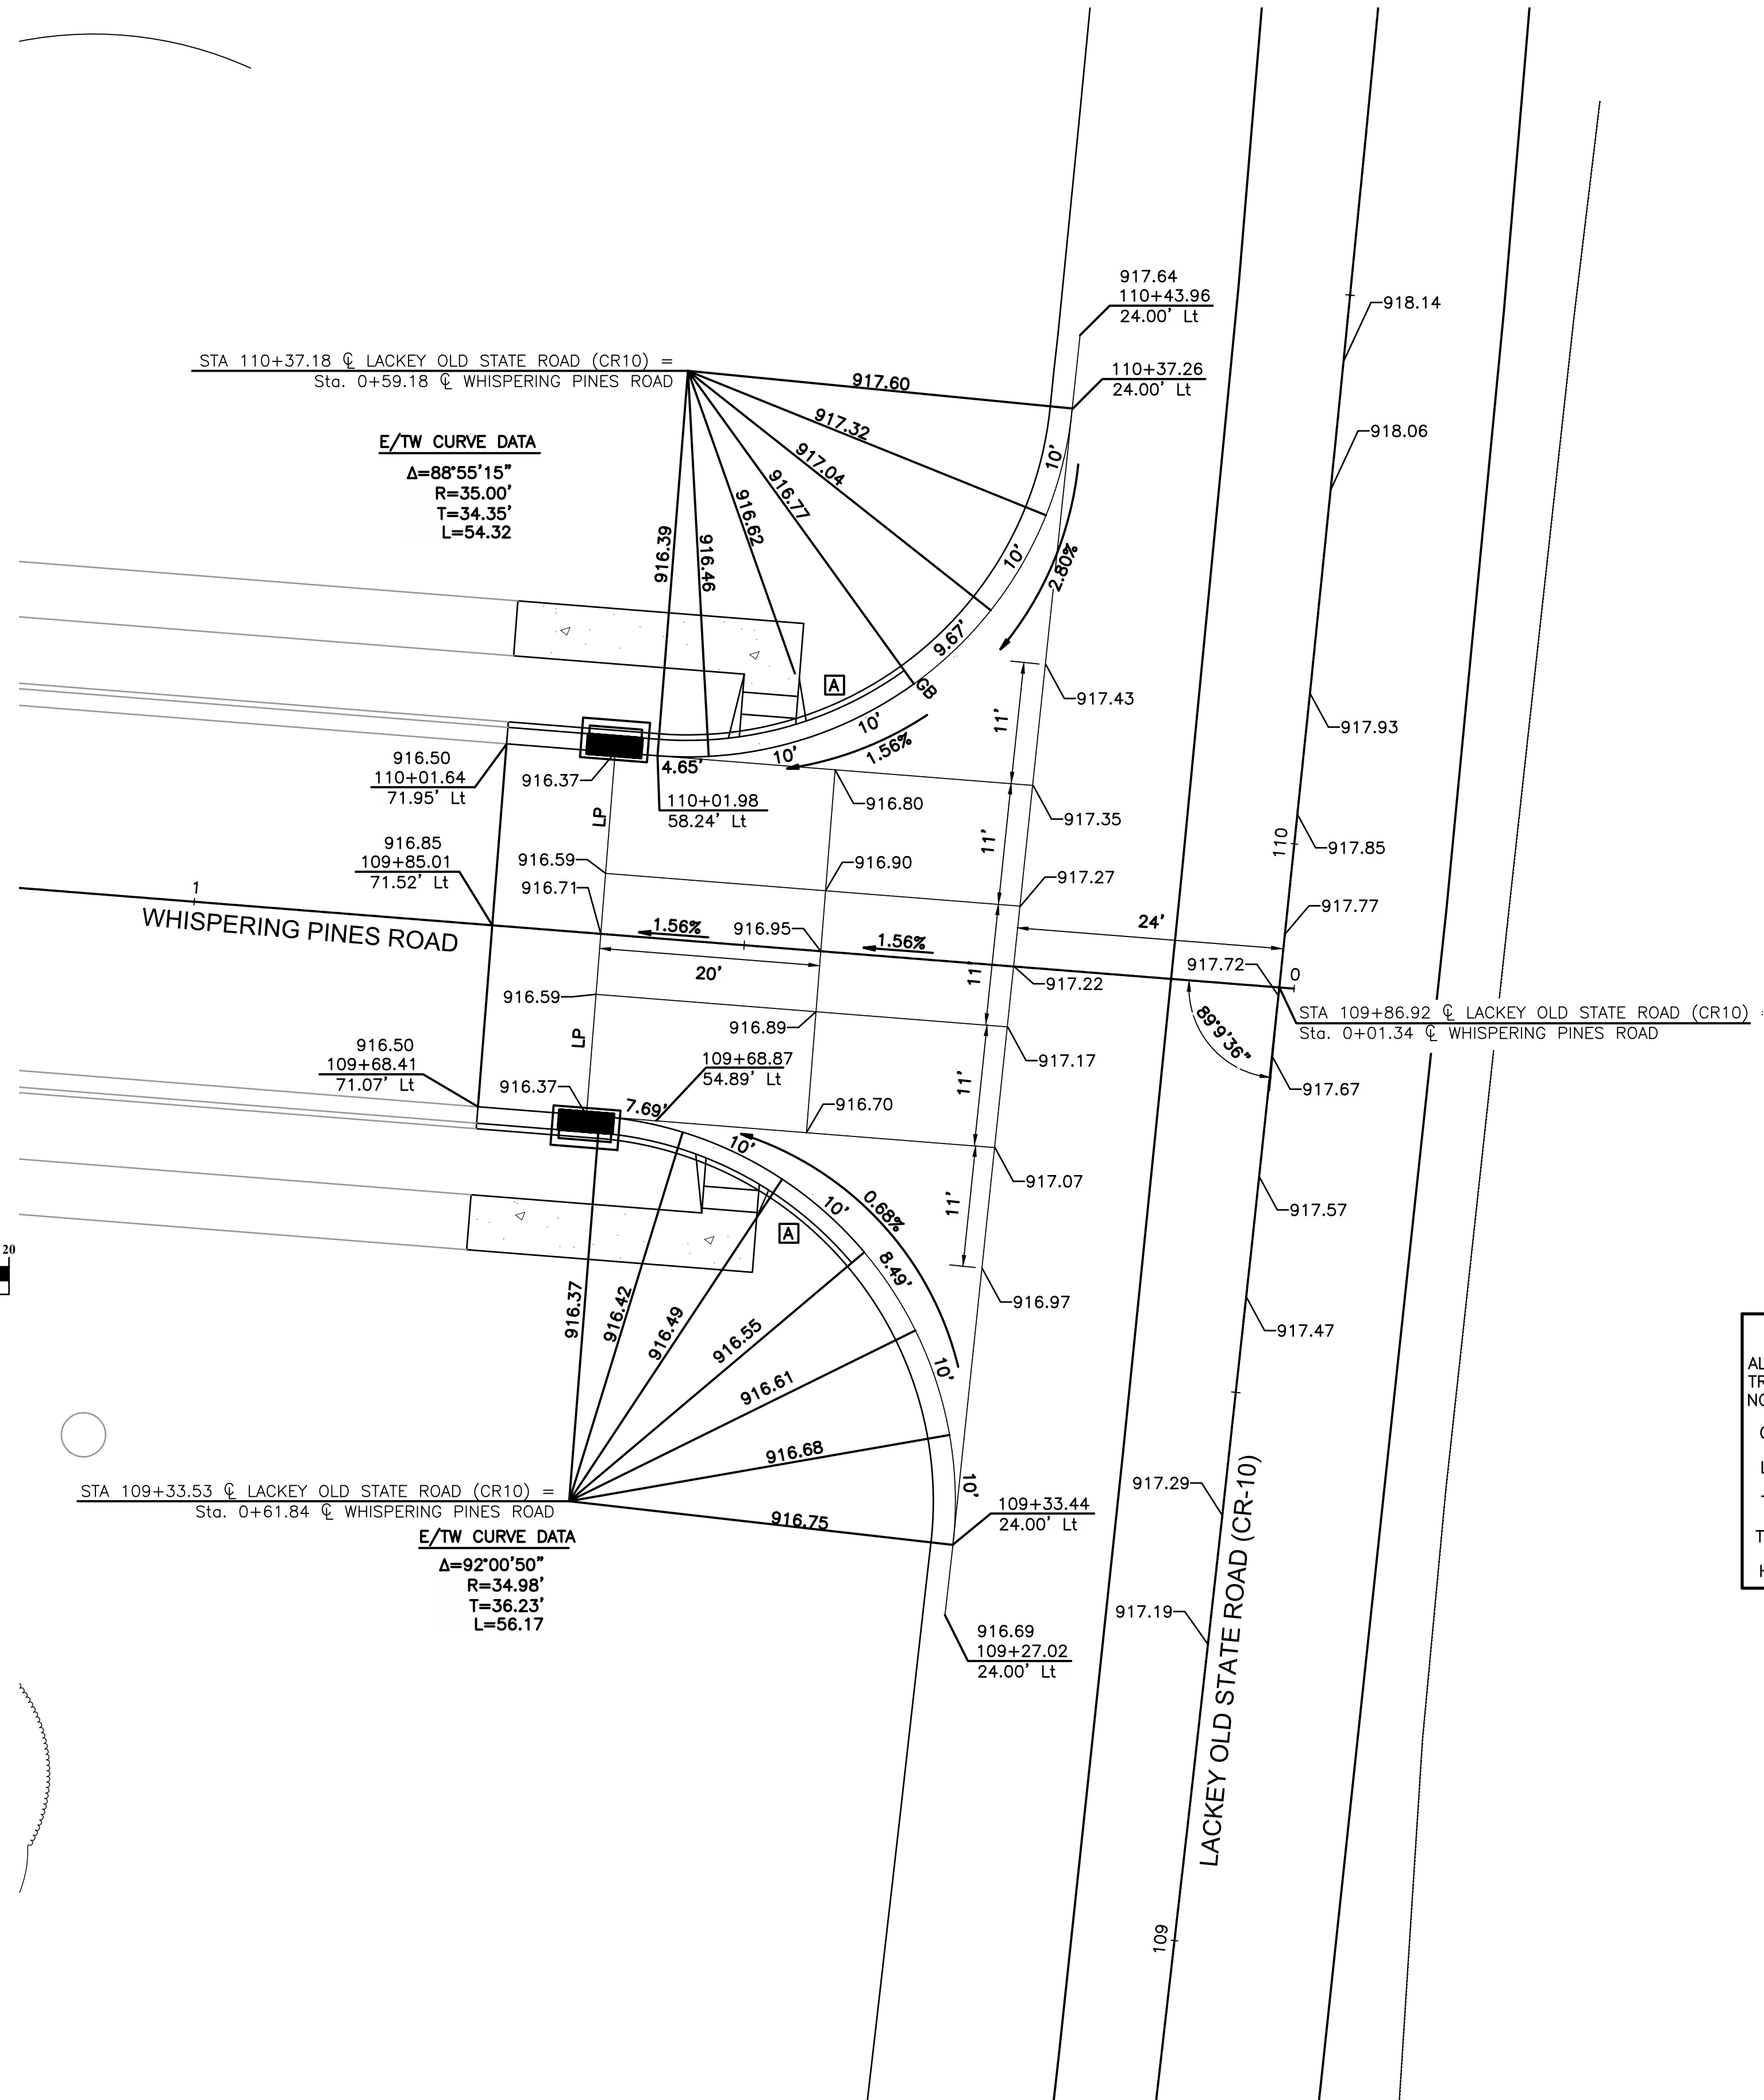 917.64
110+43.96
24.00' Lt
918.14
STA 110+37.18 ℄ LACKEY OLD STATE ROAD (CR10) =
Sta. 0+59.18 ℄ WHISPERING PINES ROAD
917.60
110+37.26
24.00' Lt
917.32
918.06
E/TW CURVE DATA
Δ=88°55'15"
R=35.00'
T=34.35'
L=54.32
917.04
916.77
916.62
916.46
916.39
10'
10'
2.80%
9.67'
GB
A
11'
917.43
917.93
10'
1.56%
10'
4.65'
916.50
110+01.64
71.95' Lt
916.37
110+01.98
58.24' Lt
916.80
917.35
LP
11'
110
917.85
916.85
109+85.01
71.52' Lt
916.59
916.90
917.27
1
916.71
917.77
WHISPERING PINES ROAD
1.56%
916.95
1.56%
24'
20'
11'
917.22
917.72
0
916.59
916.89
89°9'36"
STA 109+86.92 ℄ LACKEY OLD STATE ROAD (CR10) =
Sta. 0+01.34 ℄ WHISPERING PINES ROAD
LP
916.50
109+68.41
71.07' Lt
109+68.87
54.89' Lt
917.17
917.67
916.37
7.69'
11'
916.70
10'
917.07
11'
10'
0.68%
917.57
A
8.49'
20
916.97
917.47
916.37
916.42
916.49
916.55
916.61
10'
AL
TR
NO
916.68
10'
917.29
STA 109+33.53 ℄ LACKEY OLD STATE ROAD (CR10) =
Sta. 0+61.84 ℄ WHISPERING PINES ROAD
916.75
109+33.44
24.00' Lt
E/TW CURVE DATA
Δ=92°00'50"
R=34.98'
T=36.23'
L=56.17
917.19
916.69
109+27.02
24.00' Lt
LACKEY OLD STATE ROAD (CR-10)
109